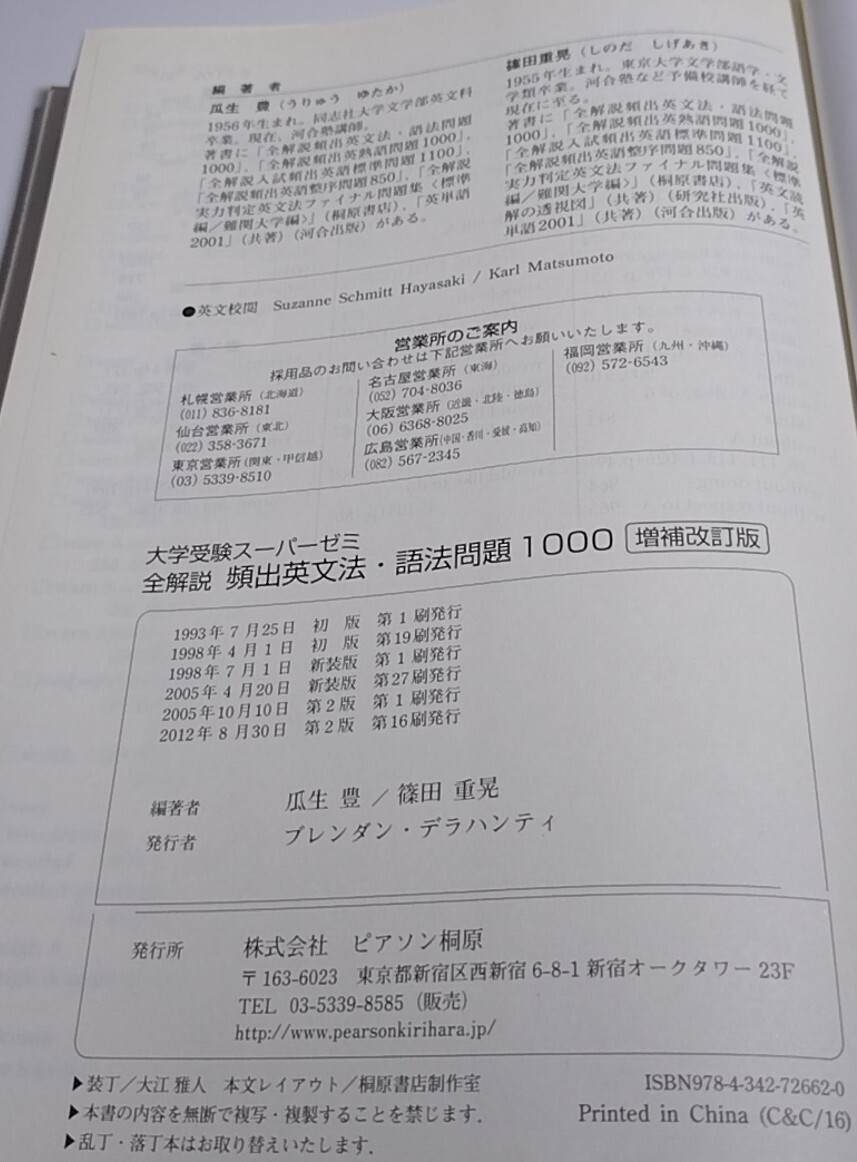 編著者
瓜生 豊(うりゅう ゆたか)
1956年生まれ。同志社大学文学部英文科
卒業。現在、河合塾講師。
著書に「全解説頻出英文法・語法問題
1000」、「全解説頻出英熟語問題1000」、
「全解説入試頻出英語標準問題1100」、
「全解説頻出英語整序問題850」、「全解説
実力判定英文法ファイナル問題集〈標準
編/難関大学編〉」(桐原書店)、「英単語
2001」(共著)(河合出版)がある。
篠田重晃(しのだ しげあき)
1955年生まれ。東京大学文学部語学・文
学類卒業。河合塾など予備校講師を経て
現在に至る。
著書に「全解説頻出英文法・語法問題
1000」、「全解説頻出英熟語問題1000」、
「全解説入試頻出英語標準問題1100」、
「全解説頻出英語整序問題850」、「全解説
実力判定英文法ファイナル問題集〈標準
編/難関大学編〉」(桐原書店)、「英文読
解の透視図」(共著)(研究社出版)、「英
単語2001」(共著)(河合出版)がある。
●英文校閲 Suzanne Schmitt Hayasaki / Karl Matsumoto
営業所のご案内
採用品のお問い合わせは下記営業所へお願いいたします。
札幌営業所(北海道)
(011) 836-8181
仙台営業所(東北)
(022) 358-3671
東京営業所(関東・甲信越)
(03) 5339-8510
名古屋営業所(東海)
(052) 704-8036
大阪営業所(近畿・北陸・徳島)
(06) 6368-8025
広島営業所(中国・香川・愛媛・高知)
(082) 567-2345
福岡営業所(九州・沖縄)
(092) 572-6543
大学受験スーパーゼミ
全解説 頻出英文法・語法問題1000 増補改訂版
1993年7月25日 初 版 第1刷発行
1998年4月1日 初 版 第19刷発行
1998年7月1日 新装版 第1刷発行
2005年4月20日 新装版 第27刷発行
2005年10月10日 第2版 第1刷発行
2012年8月30日 第2版 第16刷発行
編著者 瓜生 豊/篠田 重晃
発行者 ブレンダン・デラハンティ
発行所 株式会社 ピアソン桐原
〒163-6023 東京都新宿区西新宿6-8-1新宿オークタワー23F
TEL 03-5339-8585(販売)
http://www.pearsonkirihara.jp/
▶装丁/大江 雅人 本文レイアウト/桐原書店制作室
▶本書の内容を無断で複写・複製することを禁じます.
▶乱丁・落丁本はお取り替えいたします.
ISBN978-4-342-72662-0
Printed in China (C&C/16)